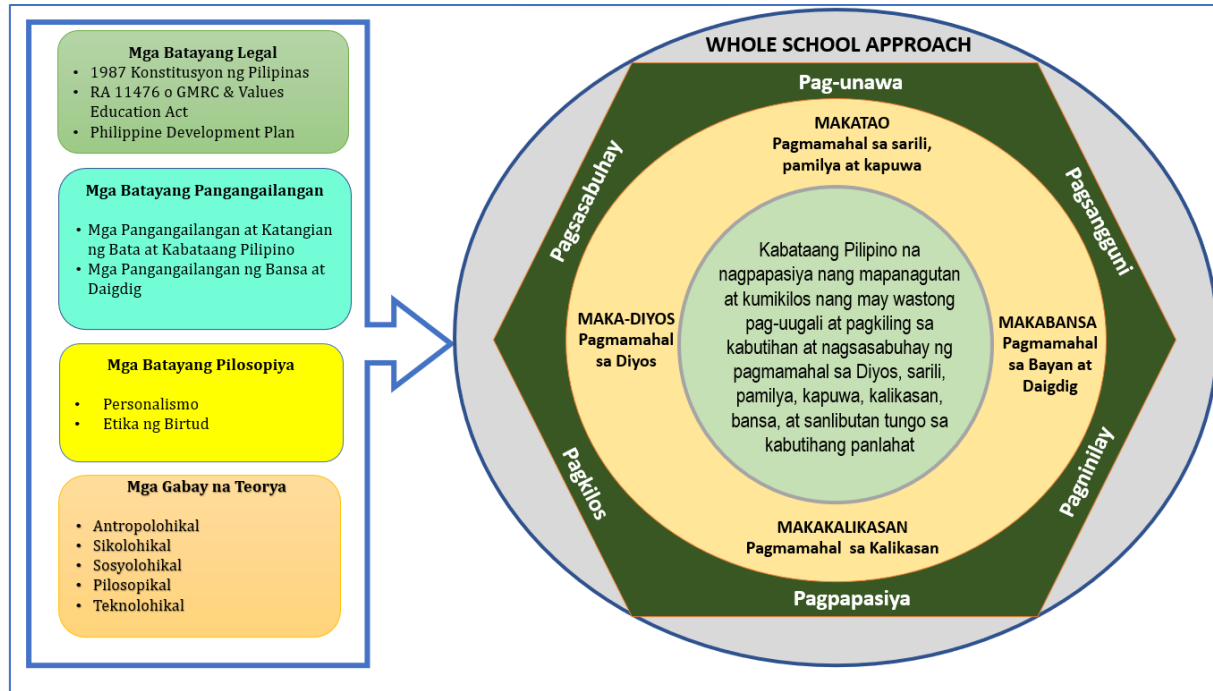 Mga Batayang Legal
• 1987 Konstitusyon ng Pilipinas
• RA 11476 o GMRC & Values
Education Act
• Philippine Development Plan
Mga Batayang Pangangailangan
• Mga Pangangailangan at Katangian
ng Bata at Kabataang Pilipino
• Mga Pangangailangan ng Bansa at
Daigdig
Mga Batayang Pilosopiya
• Personalismo
• Etika ng Birtud
Mga Gabay na Teorya
• Antropolohikal
• Sikolohikal
• Sosyolohikal
• Pilosopikal
• Teknolohikal
WHOLE SCHOOL APPROACH
Pag-unawa
Pagsangguni
Pagninilay
Pagpapasiya
Pagkilos
Pagsasabuhay
MAKATAO
Pagmamahal sa sarili,
pamilya at kapuwa
MAKA-DIYOS
Pagmamahal
sa Diyos
MAKABANSA
Pagmamahal
sa Bayan at
Daigdig
MAKAKALIKASAN
Pagmamahal sa Kalikasan
Kabataang Pilipino na
nagpapasiya nang mapanagutan
at kumikilos nang may wastong
pag-uugali at pagkiling sa
kabutihan at nagsasabuhay ng
pagmamahal sa Diyos, sarili,
pamilya, kapuwa, kalikasan,
bansa, at sanlibutan tungo sa
kabutihang panlahat